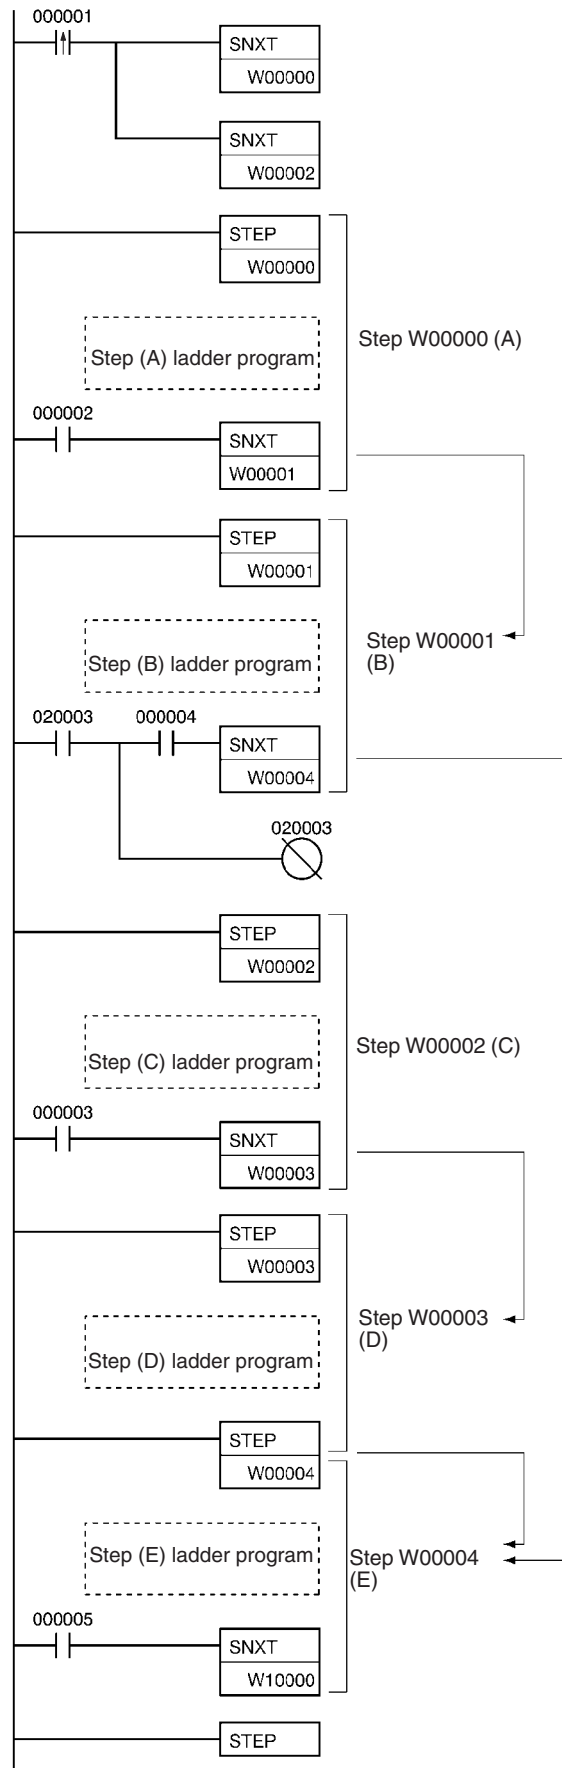 000001
SNXT
W00000
SNXT
W00002
STEP
W00000
Step W00000 (A)
Step (A) ladder program
000002
SNXT
W00001
STEP
W00001
Step W00001
(B)
Step (B) ladder program
020003
000004
SNXT
W00004
020003
STEP
W00002
Step W00002 (C)
Step (C) ladder program
000003
SNXT
W00003
STEP
W00003
Step W00003
(D)
Step (D) ladder program
STEP
W00004
Step (E) ladder program
Step W00004
(E)
000005
SNXT
W10000
STEP